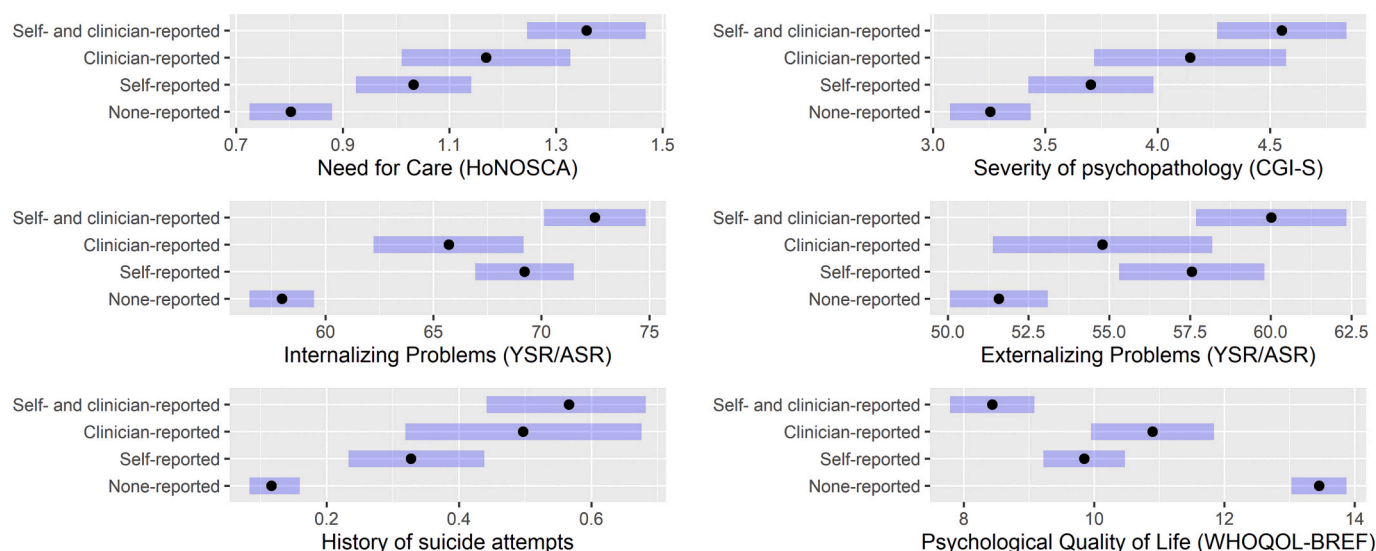 Self- and clinician-reported
Clinician-reported
Self-reported
None-reported
0.7 0.9 1.1 1.3 1.5
Need for Care (HoNOSCA)
Self- and clinician-reported
Clinician-reported
Self-reported
None-reported
3.0 3.5 4.0 4.5
Severity of psychopathology (CGI-S)
Self- and clinician-reported
Clinician-reported
Self-reported
None-reported
60 65 70 75
Internalizing Problems (YSR/ASR)
Self- and clinician-reported
Clinician-reported
Self-reported
None-reported
50.0 52.5 55.0 57.5 60.0 62.5
Externalizing Problems (YSR/ASR)
Self- and clinician-reported
Clinician-reported
Self-reported
None-reported
0.2 0.4 0.6
History of suicide attempts
Self- and clinician-reported
Clinician-reported
Self-reported
None-reported
8 10 12 14
Psychological Quality of Life (WHOQOL-BREF)